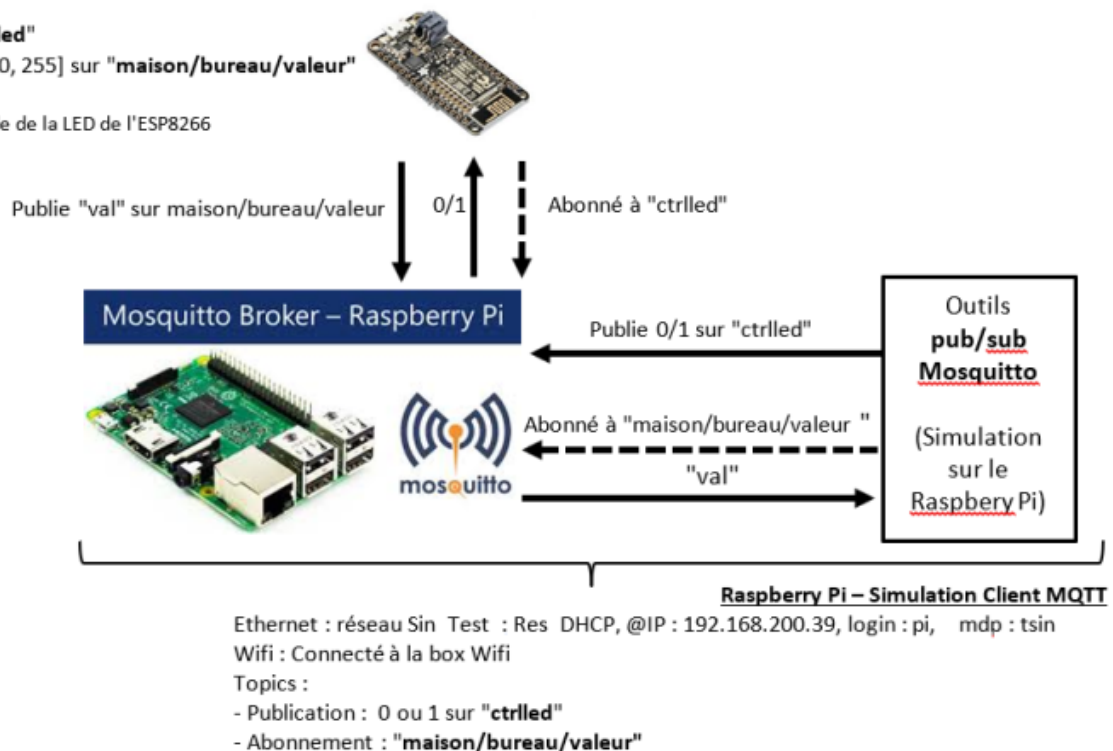 led"
0, 255] sur "maison/bureau/valeur"
e de la LED de l'ESP8266
Publie "val" sur maison/bureau/valeur
0/1
Abonné à "ctrlled"
Mosquitto Broker – Raspberry Pi
Publie 0/1 sur "ctrlled"
Abonné à "maison/bureau/valeur "
"val"
mosquitto
Outils
pub/sub
Mosquitto
(Simulation
sur le
Raspbery Pi)
Raspberry Pi – Simulation Client MQTT
Ethernet : réseau Sin Test : Res DHCP, @IP : 192.168.200.39, login : pi, mdp : tsin
Wifi : Connecté à la box Wifi
Topics :
- Publication : 0 ou 1 sur "ctrlled"
- Abonnement : "maison/bureau/valeur"